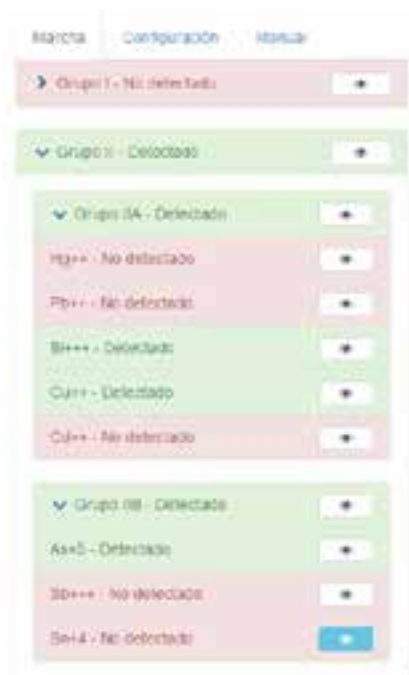 Marcha Configuración Manual
Grupo I - No detectado
Grupo II - Detectado
Grupo IIA - Detectado
Hg++ - No detectado
Pb++ - No detectado
Bi+++ - Detectado
Cu++ - Detectado
Cd++ - No detectado
Grupo IIB - Detectado
As+5 - Detectado
Sb+++ - No detectado
Sn+4 - No detectado